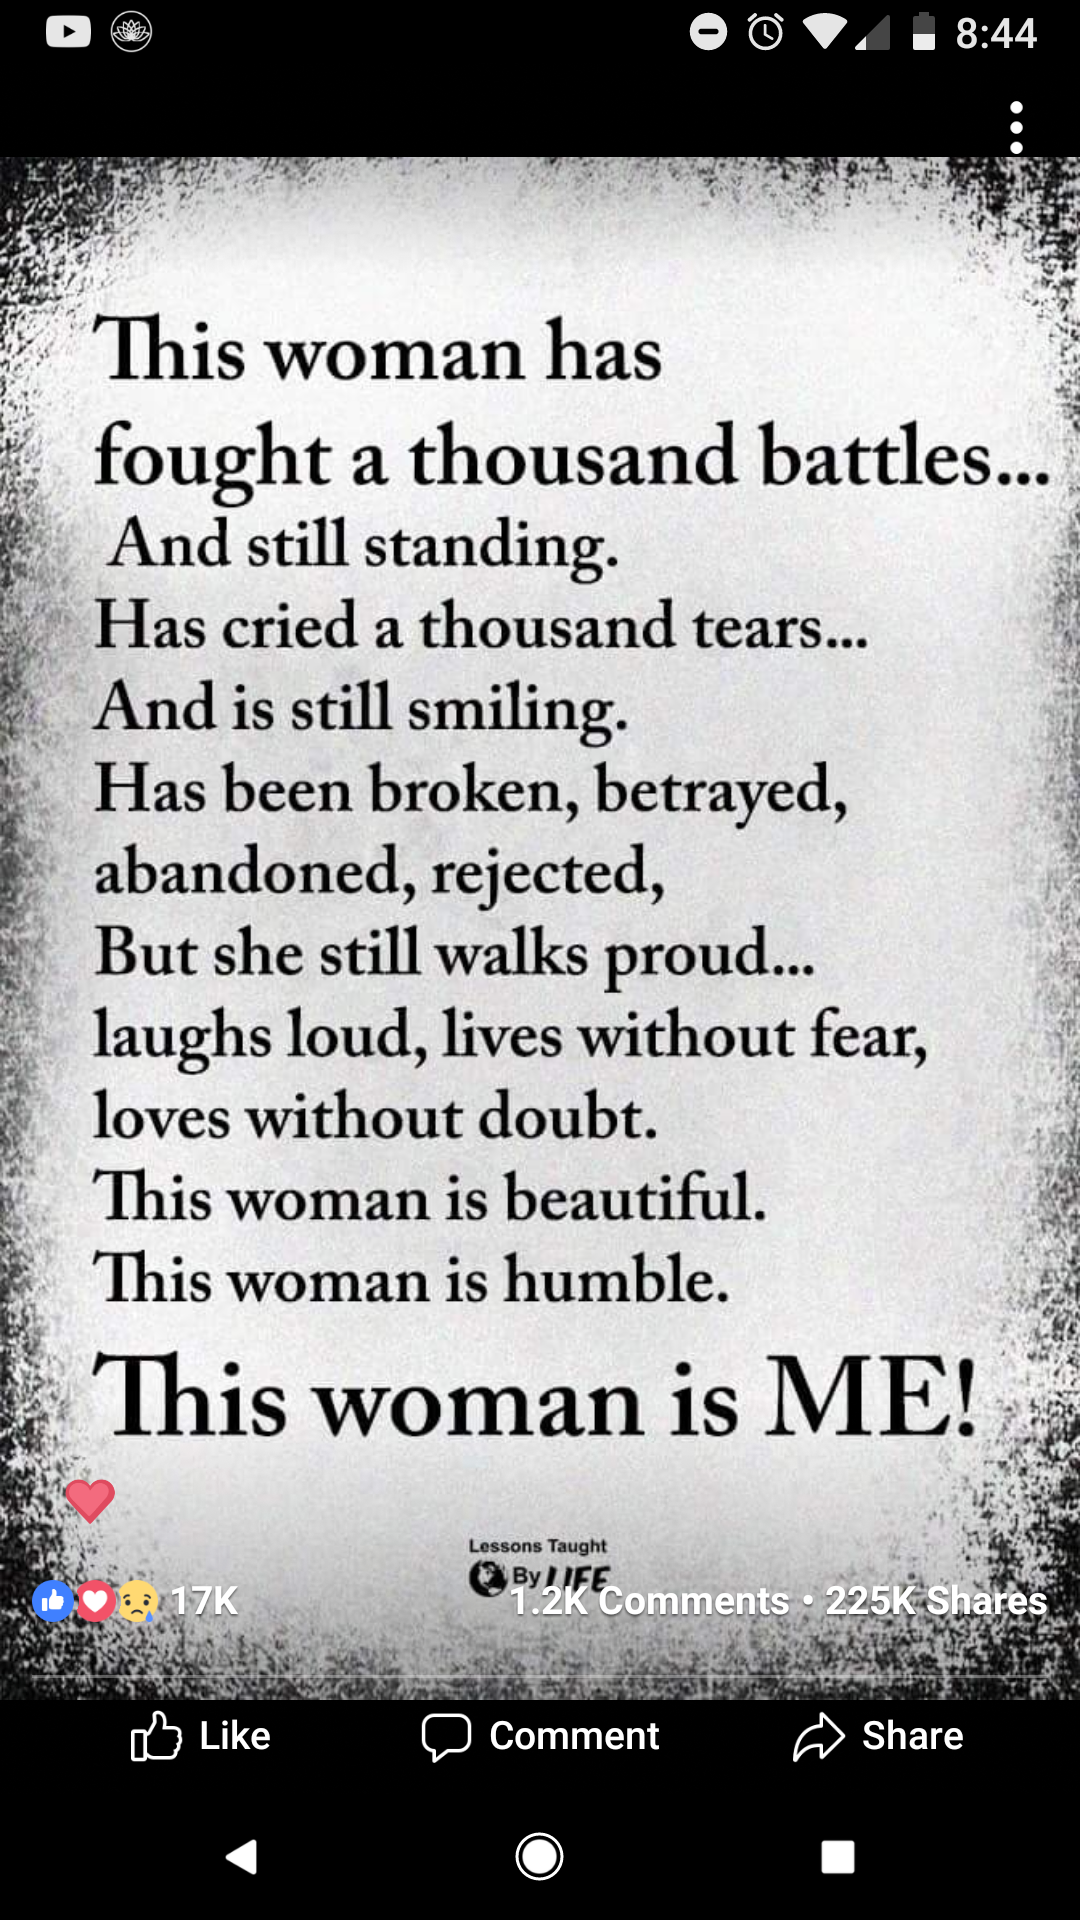 8:44
This woman has
fought a thousand battles...
And still standing.
Has cried a thousand tears...
And is still smiling.
Has been broken, betrayed,
abandoned, rejected,
But she still walks proud...
laughs loud, lives without fear,
loves without doubt.
This woman is beautiful.
This woman is humble.
This woman is ME!
Lessons Taught
By LIFE
17K 1.2K Comments • 225K Shares
Like Comment Share